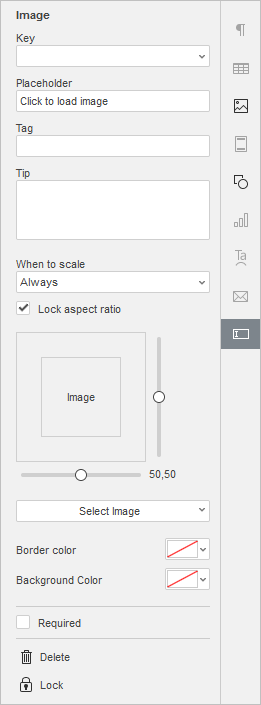 Image
Key
Placeholder
Click to load image
Tag
Tip
When to scale
Always
Lock aspect ratio
Image
50,50
Select Image
Border color
Background Color
Required
Delete
Lock
Ta